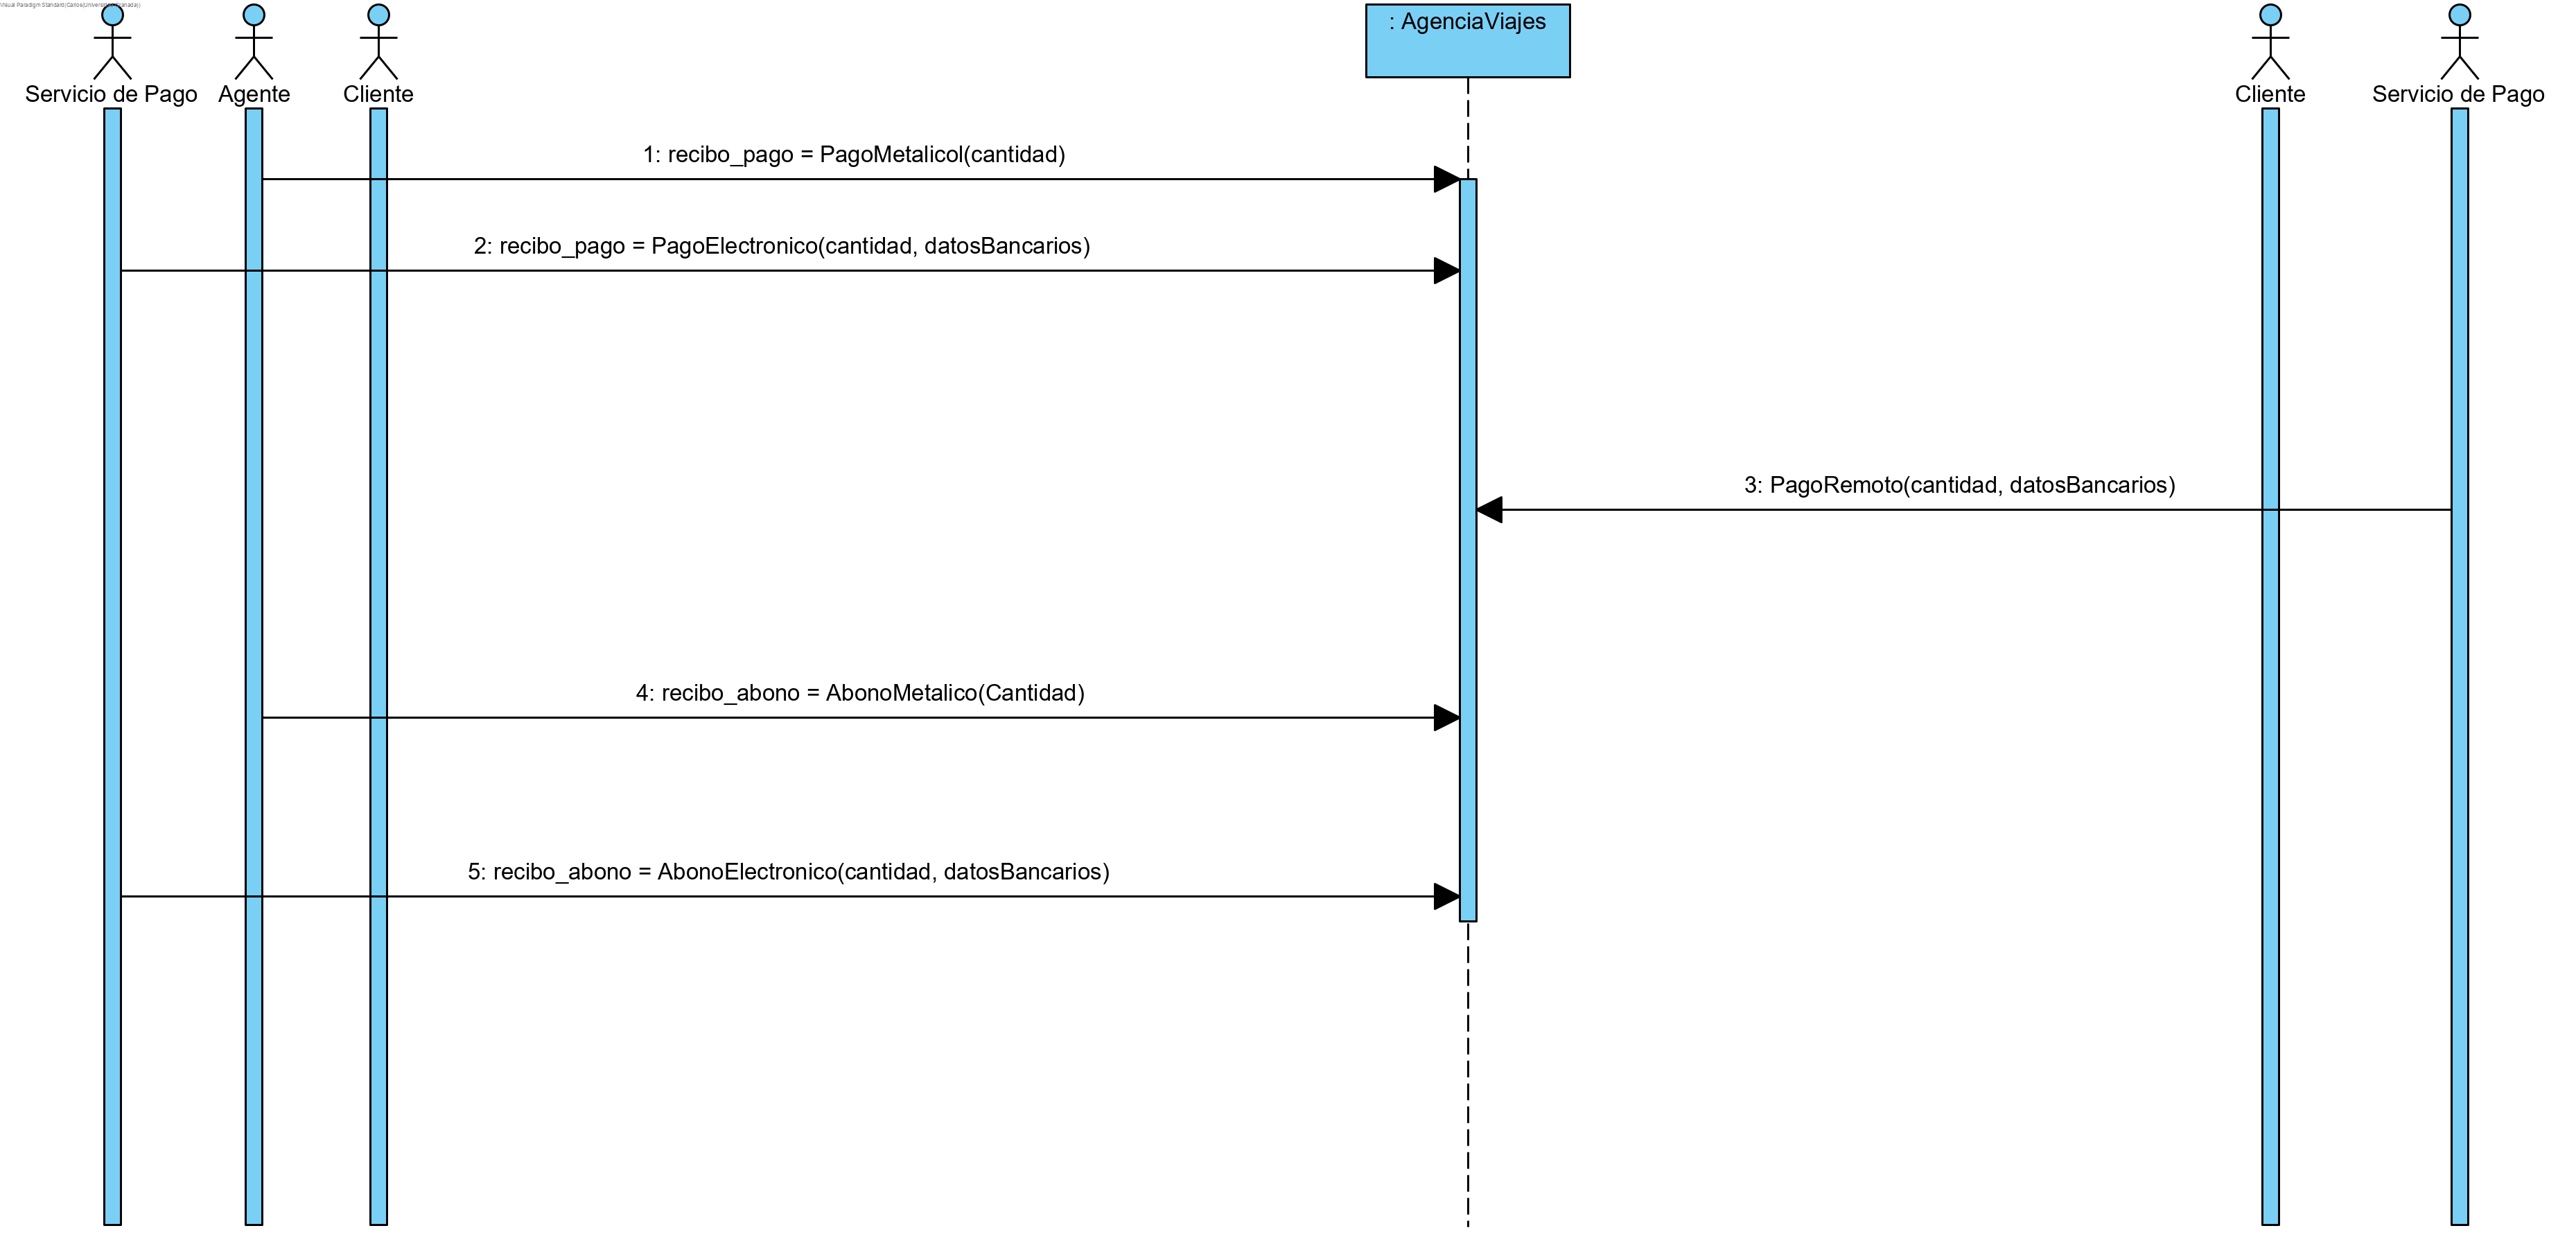 Visual Paradigm Standard(Carlos(Universidad Granada))
: AgenciaViajes
Servicio de Pago
Agente
Cliente
Cliente
Servicio de Pago
1: recibo_pago = PagoMetalicol(cantidad)
2: recibo_pago = PagoElectronico(cantidad, datosBancarios)
3: PagoRemoto(cantidad, datosBancarios)
4: recibo_abono = AbonoMetalico(Cantidad)
5: recibo_abono = AbonoElectronico(cantidad, datosBancarios)